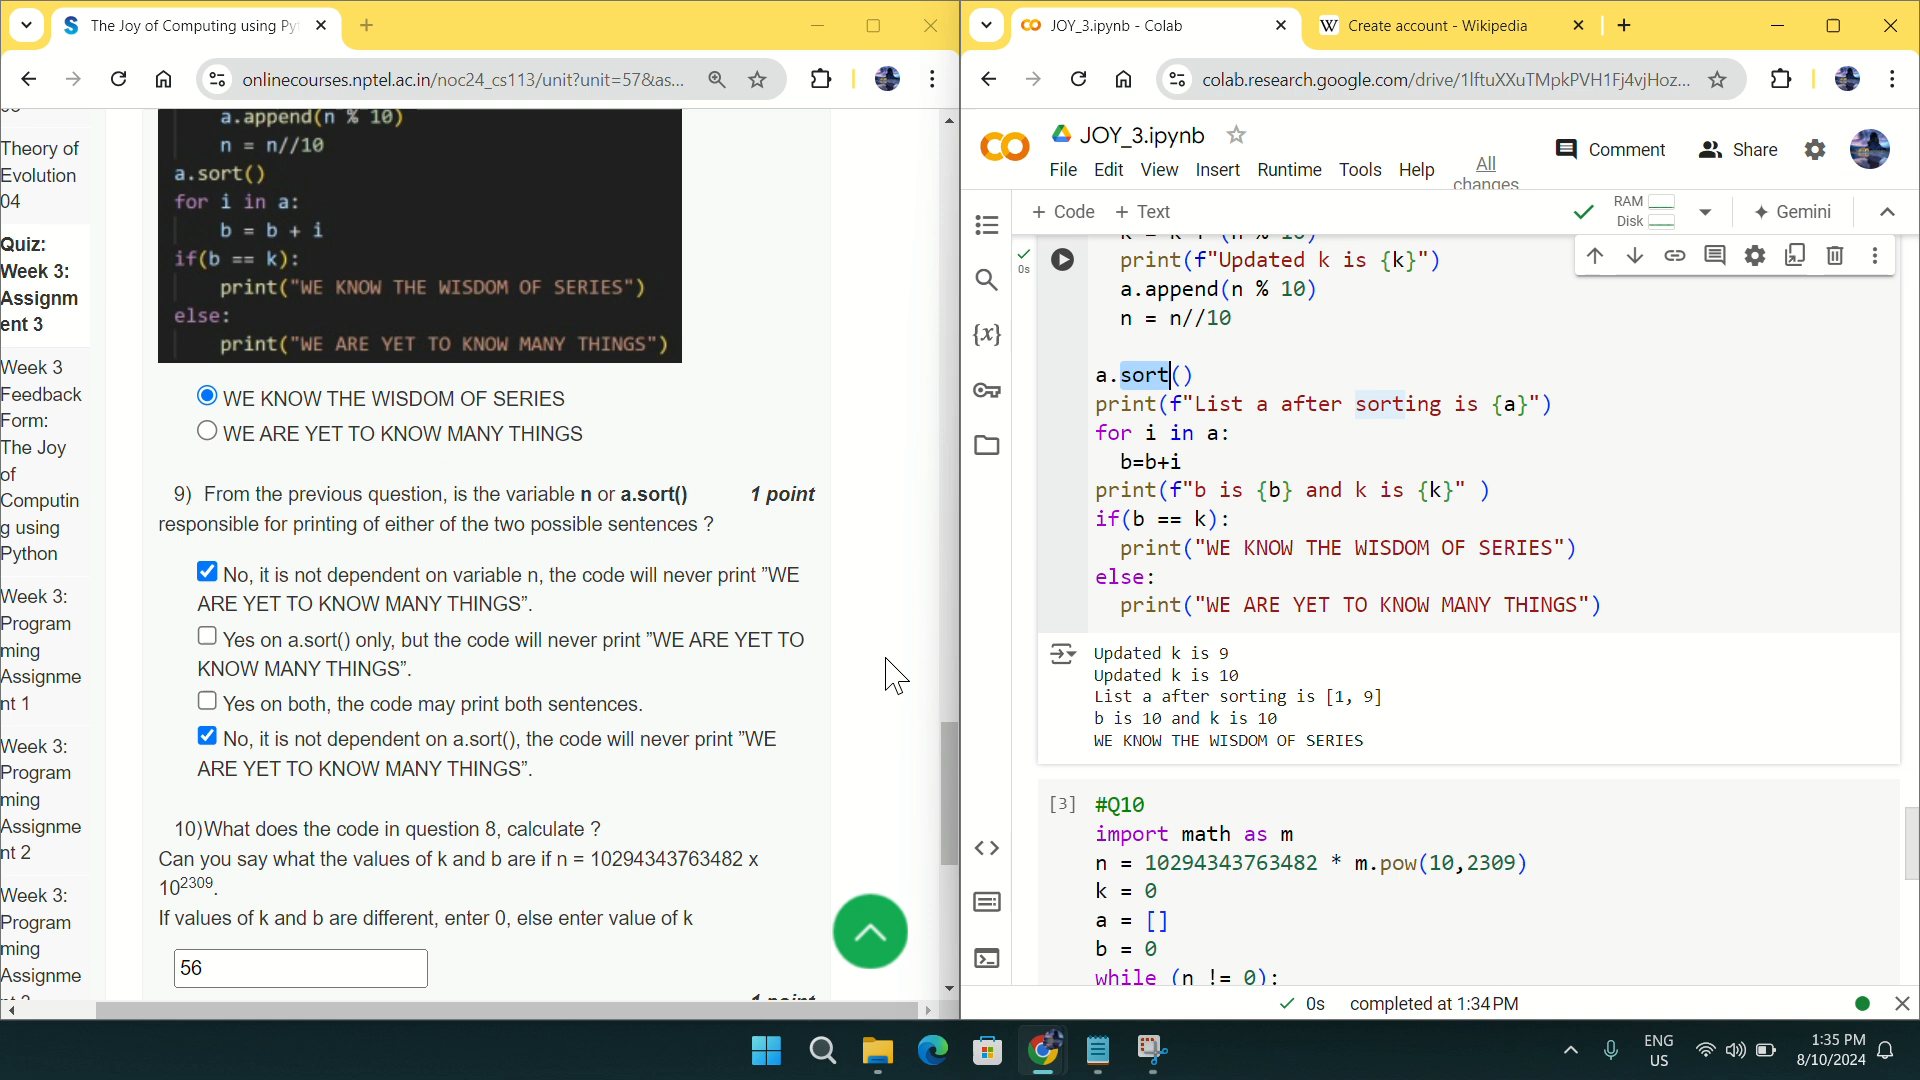 The Joy of Computing using Py
JOY_3.ipynb - Colab
Create account - Wikipedia
onlinecourses.nptel.ac.in/noc24_cs113/unit?unit=57&as...
colab.research.google.com/drive/1lftuXXuTMpkPVH1Fj4vjHoz...
Theory of
Evolution
04
Quiz:
Week 3:
Assignm
ent 3
Week 3
Feedback
Form:
The Joy
of
Computin
g using
Python
Week 3:
Program
ming
Assignme
nt 1
Week 3:
Program
ming
Assignme
nt 2
Week 3:
Program
ming
Assignme
a.append(n % 10)
n = n//10
a.sort()
for i in a:
b = b + i
if(b == k):
print("WE KNOW THE WISDOM OF SERIES")
else:
print("WE ARE YET TO KNOW MANY THINGS")
WE KNOW THE WISDOM OF SERIES
WE ARE YET TO KNOW MANY THINGS
9) From the previous question, is the variable n or a.sort() 1 point
responsible for printing of either of the two possible sentences ?
No, it is not dependent on variable n, the code will never print ”WE
ARE YET TO KNOW MANY THINGS”.
Yes on a.sort() only, but the code will never print ”WE ARE YET TO
KNOW MANY THINGS”.
Yes on both, the code may print both sentences.
No, it is not dependent on a.sort(), the code will never print ”WE
ARE YET TO KNOW MANY THINGS”.
10)What does the code in question 8, calculate ?
Can you say what the values of k and b are if n = 10294343763482 x
10^2309.
If values of k and b are different, enter 0, else enter value of k
56
1 point
JOY_3.ipynb
File Edit View Insert Runtime Tools Help All
changes
Comment Share
+ Code + Text
RAM
Disk
Gemini
0s
print(f"Updated k is {k}")
a.append(n % 10)
n = n//10
a.sort()
print(f"List a after sorting is {a}")
for i in a:
b=b+i
print(f"b is {b} and k is {k}" )
if(b == k):
print("WE KNOW THE WISDOM OF SERIES")
else:
print("WE ARE YET TO KNOW MANY THINGS")
Updated k is 9
Updated k is 10
List a after sorting is [1, 9]
b is 10 and k is 10
WE KNOW THE WISDOM OF SERIES
[3] #Q10
import math as m
n = 10294343763482 * m.pow(10,2309)
k = 0
a = []
b = 0
while (n != 0):
0s completed at 1:34 PM
ENG
US
1:35 PM
8/10/2024